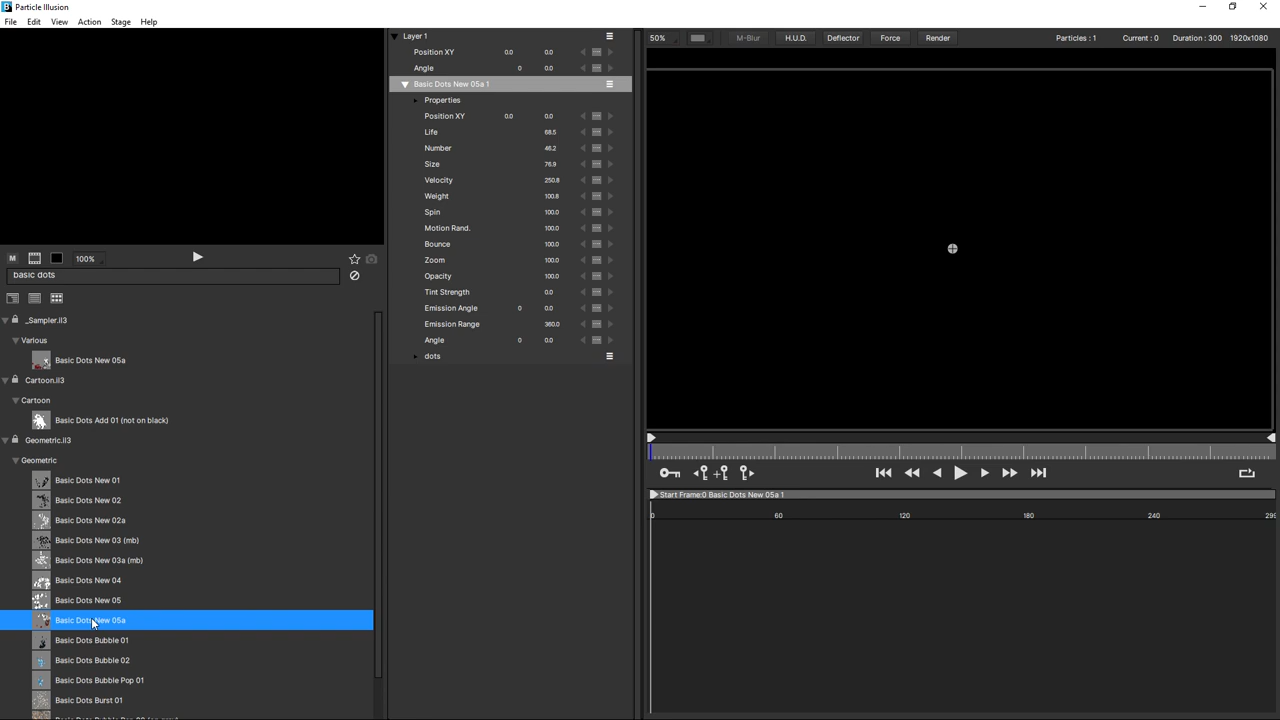 Particle Illusion
File Edit View Action Stage Help
Layer 1
Position XY 0.0 0.0
Angle 0 0.0
Basic Dots New 05a 1
Properties
Position XY 0.0 0.0
Life 68.5
Number 46.2
Size 76.9
Velocity 250.8
Weight 100.8
Spin 100.0
Motion Rand. 100.0
Bounce 100.0
Zoom 100.0
Opacity 100.0
Tint Strength 0.0
Emission Angle 0 0.0
Emission Range 360.0
Angle 0 0.0
dots
50% M-Blur H.U.D. Deflector Force Render Particles : 1 Current : 0 Duration : 300 1920x1080
M 100%
basic dots
_Sampler.il3
Various
Basic Dots New 05a
Cartoon.il3
Cartoon
Basic Dots Add 01 (not on black)
Geometric.il3
Geometric
Basic Dots New 01
Basic Dots New 02
Basic Dots New 02a
Basic Dots New 03 (mb)
Basic Dots New 03a (mb)
Basic Dots New 04
Basic Dots New 05
Basic Dots New 05a
Basic Dots Bubble 01
Basic Dots Bubble 02
Basic Dots Bubble Pop 01
Basic Dots Burst 01
Start Frame:0 Basic Dots New 05a 1
0 60 120 180 240 299